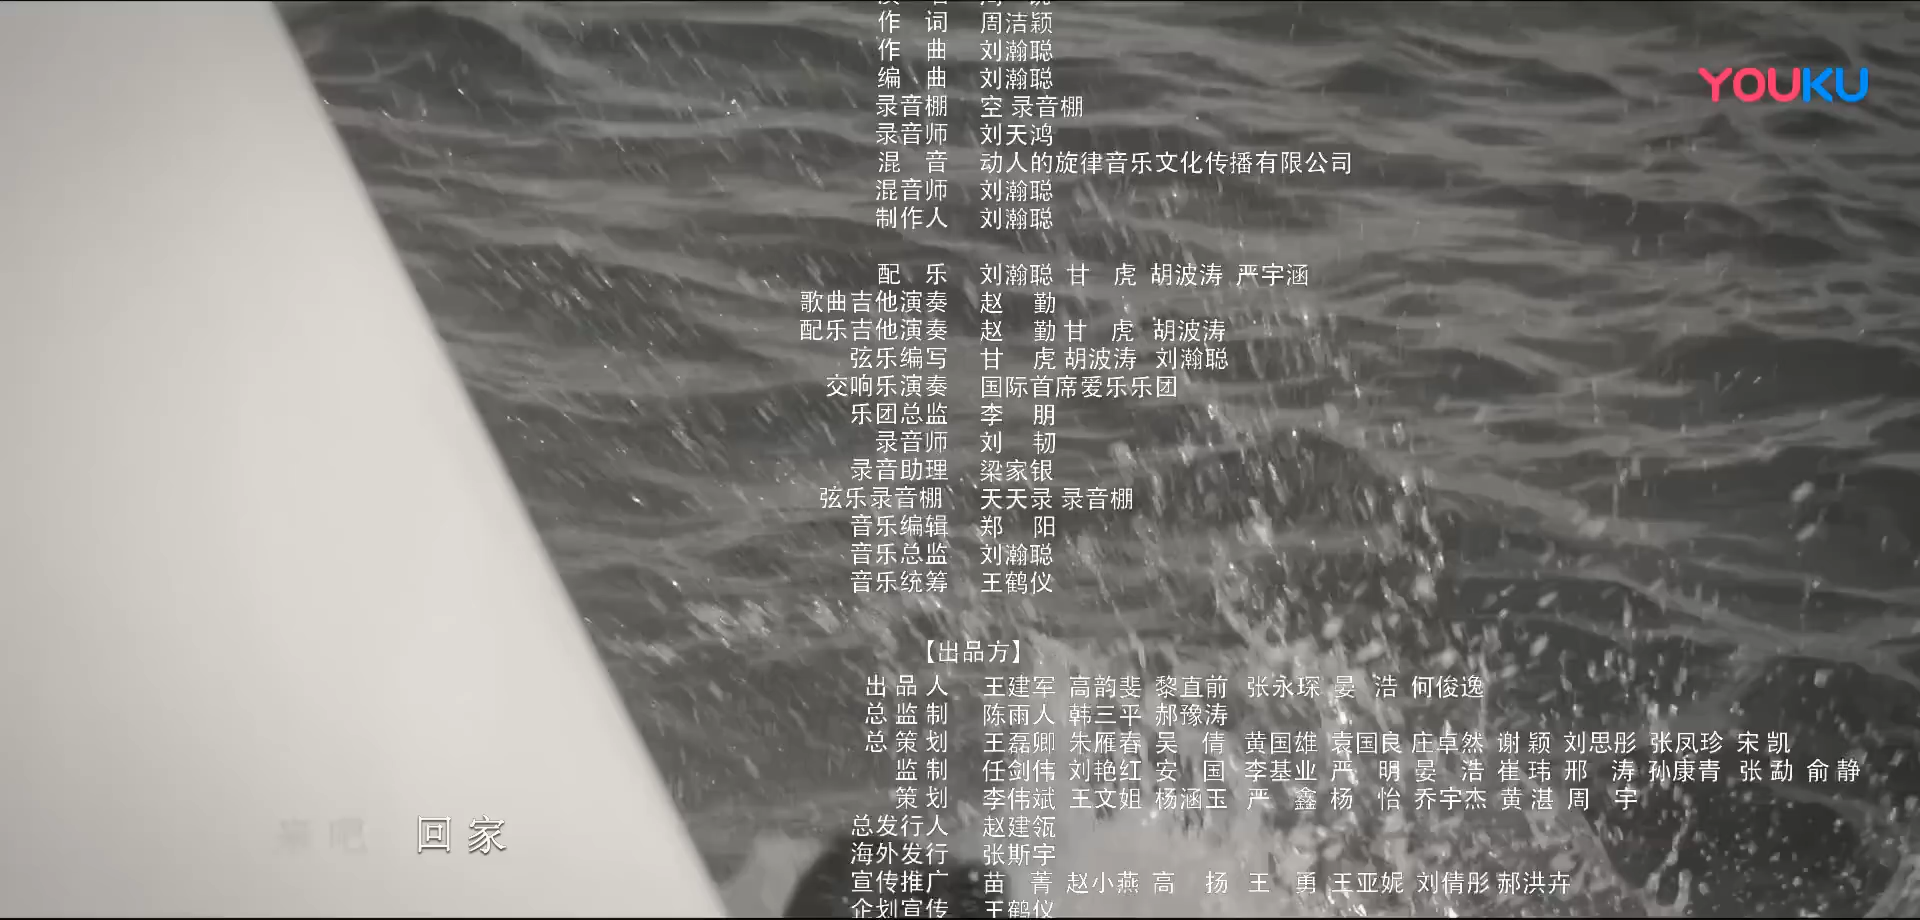 作 词 周洁颖
作 曲 刘瀚聪
编 曲 刘瀚聪
YOUKU
录音棚 空 录音棚
录音师 刘天鸿
混 音 动人的旋律音乐文化传播有限公司
混音师 刘瀚聪
制作人 刘瀚聪
配 乐 刘瀚聪 甘 虎 胡波涛 严宇涵
歌曲吉他演奏 赵 勤
配乐吉他演奏 赵 勤 甘 虎 胡波涛
弦乐编写 甘 虎 胡波涛 刘瀚聪
交响乐演奏 国际首席爱乐乐团
乐团总监 李 朋
录音师 刘 韧
录音助理 梁家银
弦乐录音棚 天天录 录音棚
音乐编辑 郑 阳
音乐总监 刘瀚聪
音乐统筹 王鹤仪
【出品方】
出品人 王建军 高韵斐 黎直前 张永琛 晏 浩 何俊逸
总监制 陈雨人 韩三平 郝豫涛
总策划 王磊卿 朱雁春 吴 倩 黄国雄 袁国良 庄卓然 谢颖 刘思彤 张凤珍 宋凯
监制 任剑伟 刘艳红 安 国 李基业 严 明 晏 浩 崔玮 邢 涛 孙康青 张勐 俞静
策划 李伟斌 王文姐 杨涵玉 严 鑫 杨 怡 乔宇杰 黄湛 周 宇
总发行人 赵建瓴
回家
海外发行 张斯宇
宣传推广 苗 菁 赵小燕 高 扬 王 勇 王亚妮 刘倩彤 郝洪卉
企划宣传 王鹤仪